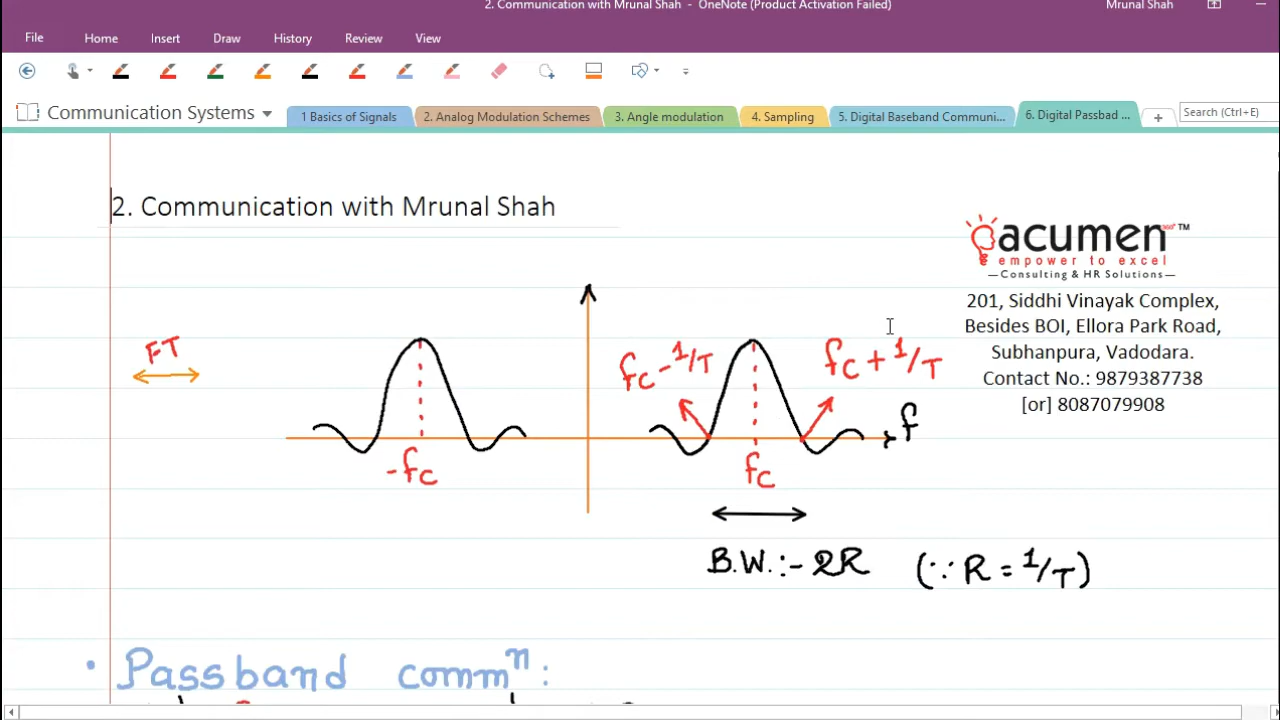 2. Communication with Mrunal Shah - OneNote (Product Activation Failed)
Mrunal Shah
File Home Insert Draw History Review View
Communication Systems
1 Basics of Signals
2. Analog Modulation Schemes
3. Angle modulation
4. Sampling
5. Digital Baseband Communi...
6. Digital Passbad ...
+
Search (Ctrl+E)
2. Communication with Mrunal Shah
acumen 360° TM
empower to excel
—Consulting & HR Solutions—
201, Siddhi Vinayak Complex,
Besides BOI, Ellora Park Road,
Subhanpura, Vadodara.
Contact No.: 9879387738
[or] 8087079908
FT
fc - 1/T
fc + 1/T
f
-fc
fc
B.W. :- 2R (∵ R = 1/T)
• Passband commⁿ :